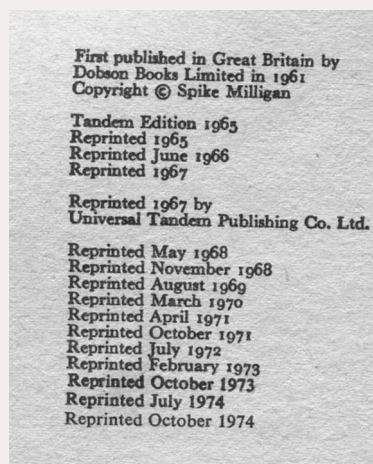 First published in Great Britain by
Dobson Books Limited in 1961
Copyright © Spike Milligan
Tandem Edition 1965
Reprinted 1965
Reprinted June 1966
Reprinted 1967
Reprinted 1967 by
Universal Tandem Publishing Co. Ltd.
Reprinted May 1968
Reprinted November 1968
Reprinted August 1969
Reprinted March 1970
Reprinted April 1971
Reprinted October 1971
Reprinted July 1972
Reprinted February 1973
Reprinted October 1973
Reprinted July 1974
Reprinted October 1974